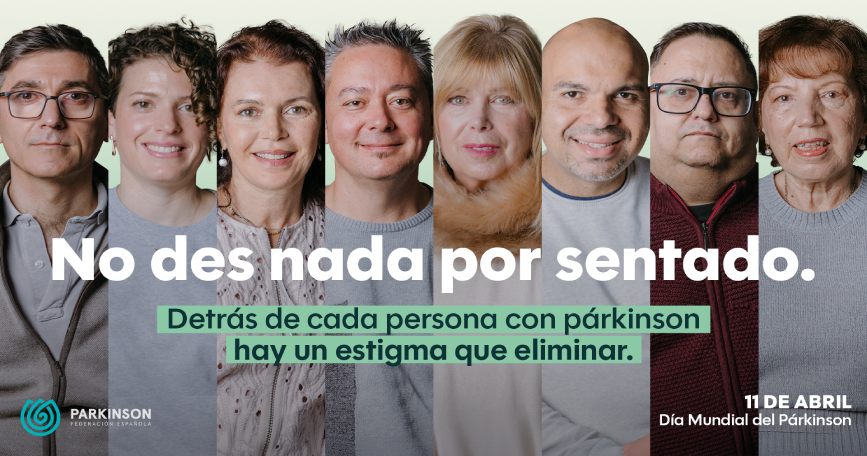 No des nada por sentado.
Detrás de cada persona con párkinson
hay un estigma que eliminar.
PARKINSON
FEDERACIÓN ESPAÑOLA
11 DE ABRIL
Día Mundial del Párkinson